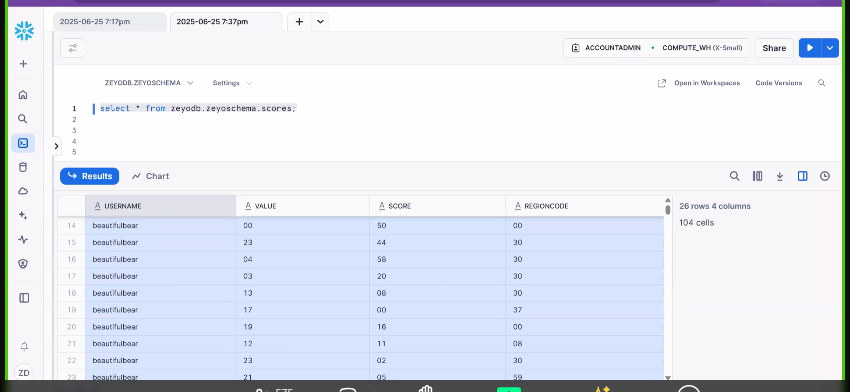 2025-06-25 7:17pm
2025-06-25 7:37pm
ACCOUNTADMIN • COMPUTE_WH (X-Small)
Share
ZEYODB.ZEYOSCHEMA
Settings
Open in Workspaces
Code Versions
1 select * from zeyodb.zeyoschema.scores;
2
3
4
5
Results
Chart
USERNAME VALUE SCORE REGIONCODE
26 rows 4 columns
104 cells
14 beautifulbear 00 50 00
15 beautifulbear 23 44 30
16 beautifulbear 04 58 30
17 beautifulbear 03 20 30
18 beautifulbear 13 08 30
19 beautifulbear 17 00 37
20 beautifulbear 19 16 00
21 beautifulbear 12 11 08
22 beautifulbear 23 02 30
23 beautifulbear 21 05 59
ZD